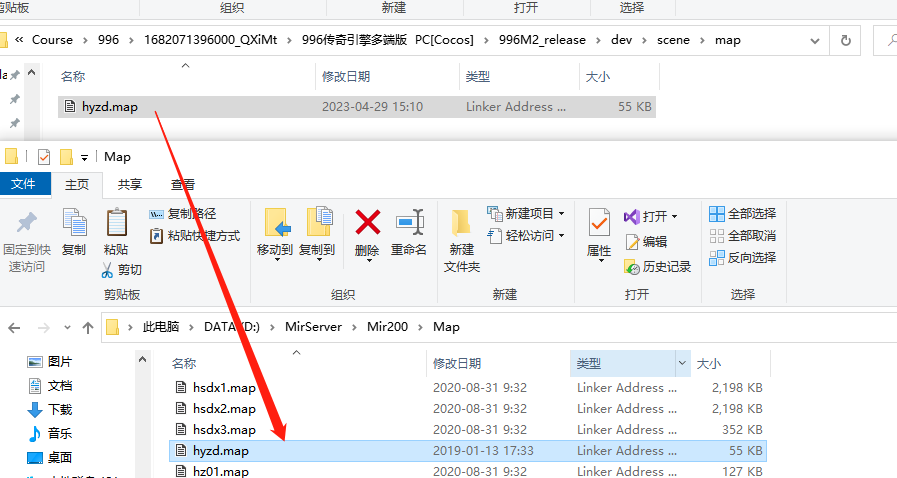 剪贴板 组织 新建 打开 选择
« Course › 996 › 1682071396000_QXiMt › 996传奇引擎多端版 PC[Cocos] › 996M2_release › dev › scene › map
名称 修改日期 类型 大小
hyzd.map 2023-04-29 15:10 Linker Address ... 55 KB
Map
文件 主页 共享 查看
固定到快速访问 复制 粘贴 复制路径 粘贴快捷方式 剪切 移动到 复制到 删除 重命名 新建文件夹 新建项目 轻松访问 属性 打开 编辑 历史记录 全部选择 全部取消 反向选择
剪贴板 组织 新建 打开 选择
此电脑 › DATA(D:) › MirServer › Mir200 › Map
图片
文档
下载
音乐
桌面
名称 修改日期 类型 大小
hsdx1.map 2020-08-31 9:32 Linker Address ... 2,198 KB
hsdx2.map 2020-08-31 9:32 Linker Address ... 2,198 KB
hsdx3.map 2020-08-31 9:32 Linker Address ... 352 KB
hyzd.map 2019-01-13 17:33 Linker Address ... 55 KB
hz01.map 2020-08-31 9:32 Linker Address ... 127 KB